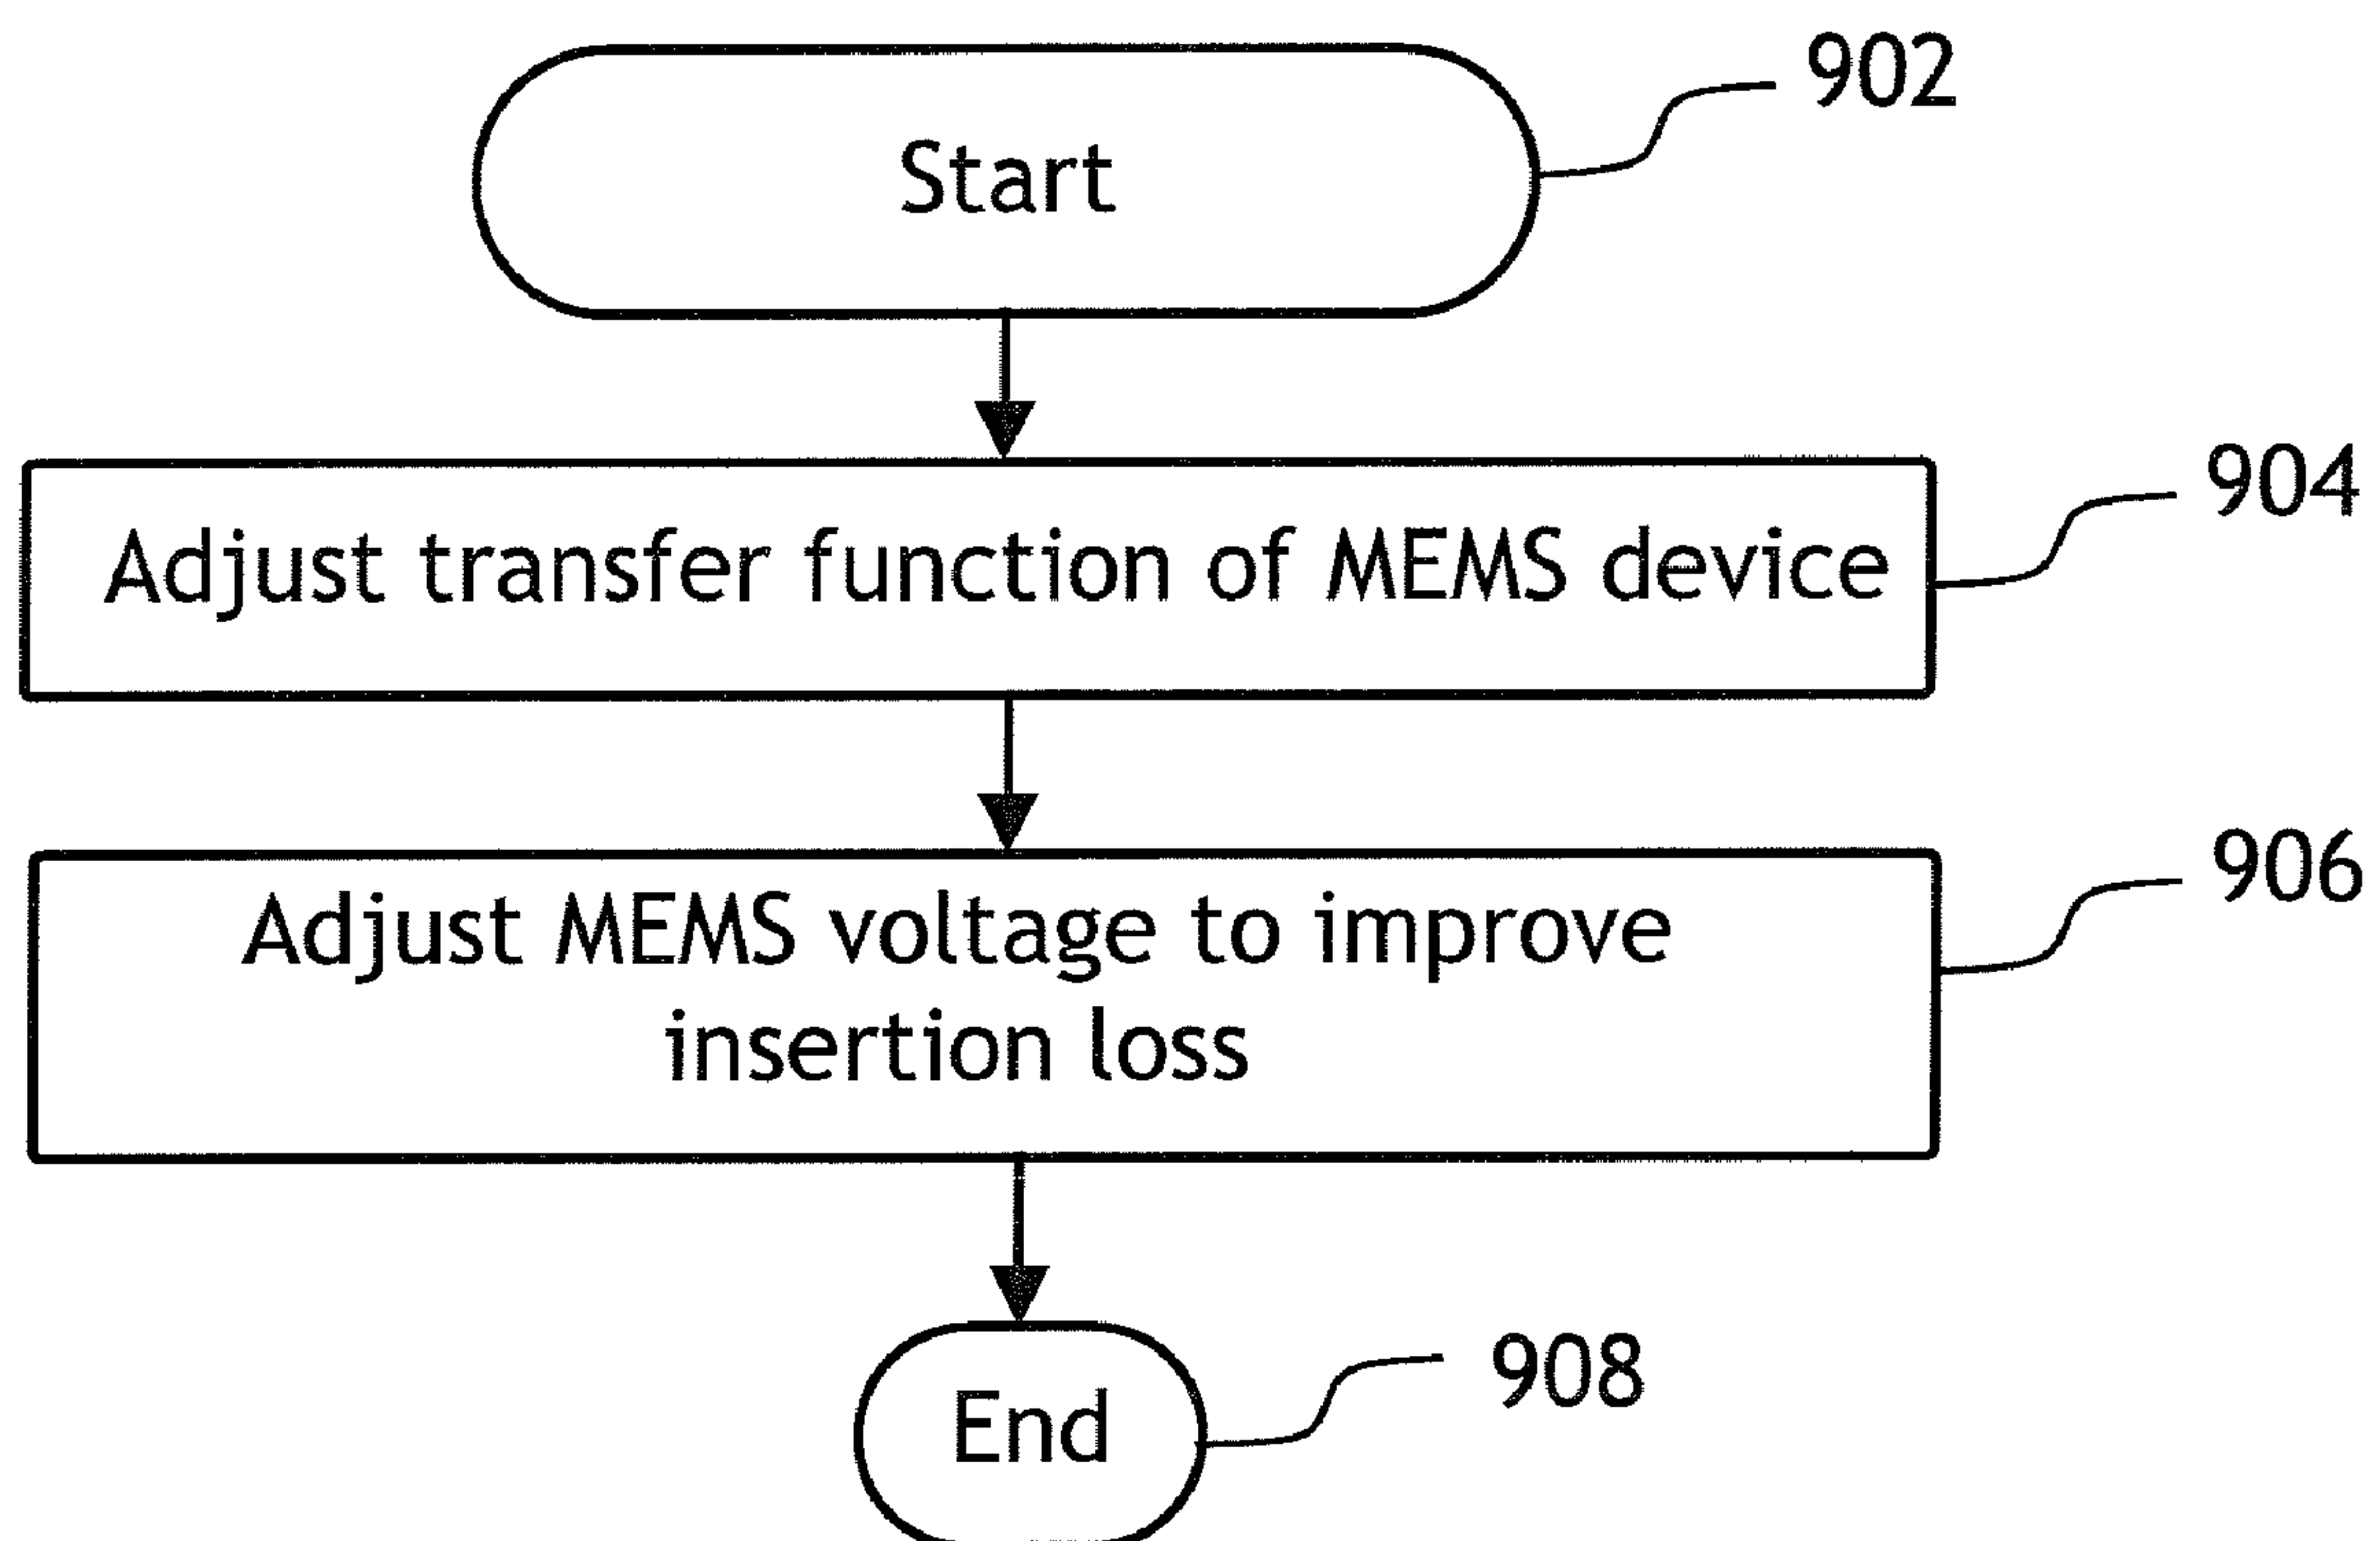 Start
902
Adjust transfer function of MEMS device
904
Adjust MEMS voltage to improve
insertion loss
906
End
908